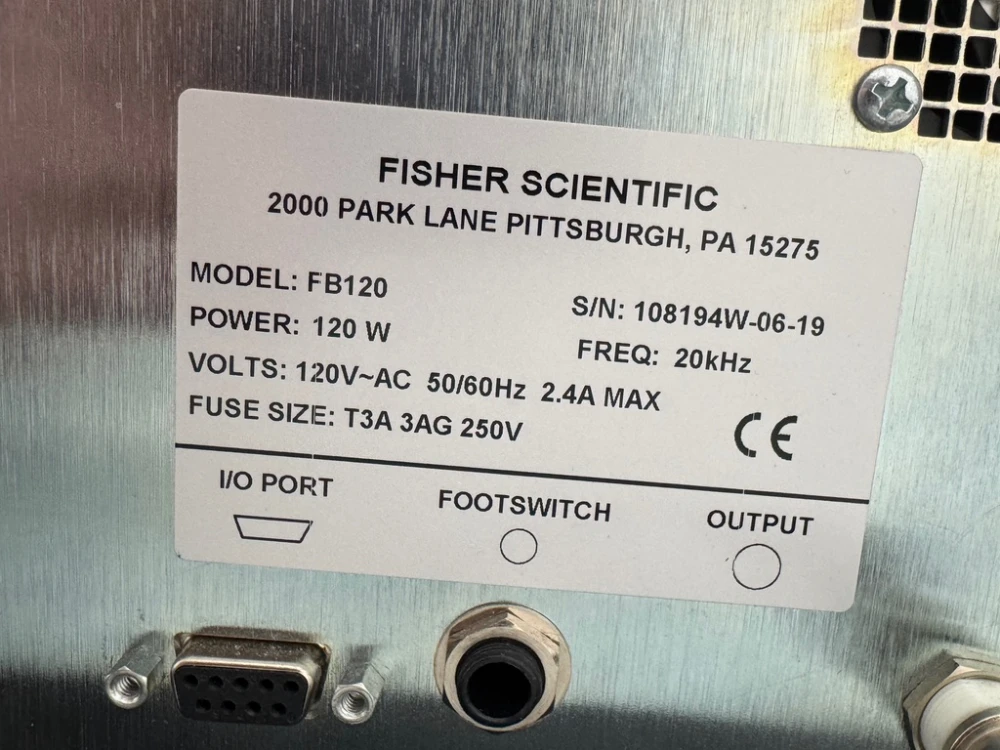 FISHER SCIENTIFIC
2000 PARK LANE PITTSBURGH, PA 15275
MODEL: FB120
S/N: 108194W-06-19
POWER: 120 W
FREQ: 20kHz
VOLTS: 120V~AC 50/60Hz 2.4A MAX
FUSE SIZE: T3A 3AG 250V
CE
I/O PORT
FOOTSWITCH
OUTPUT